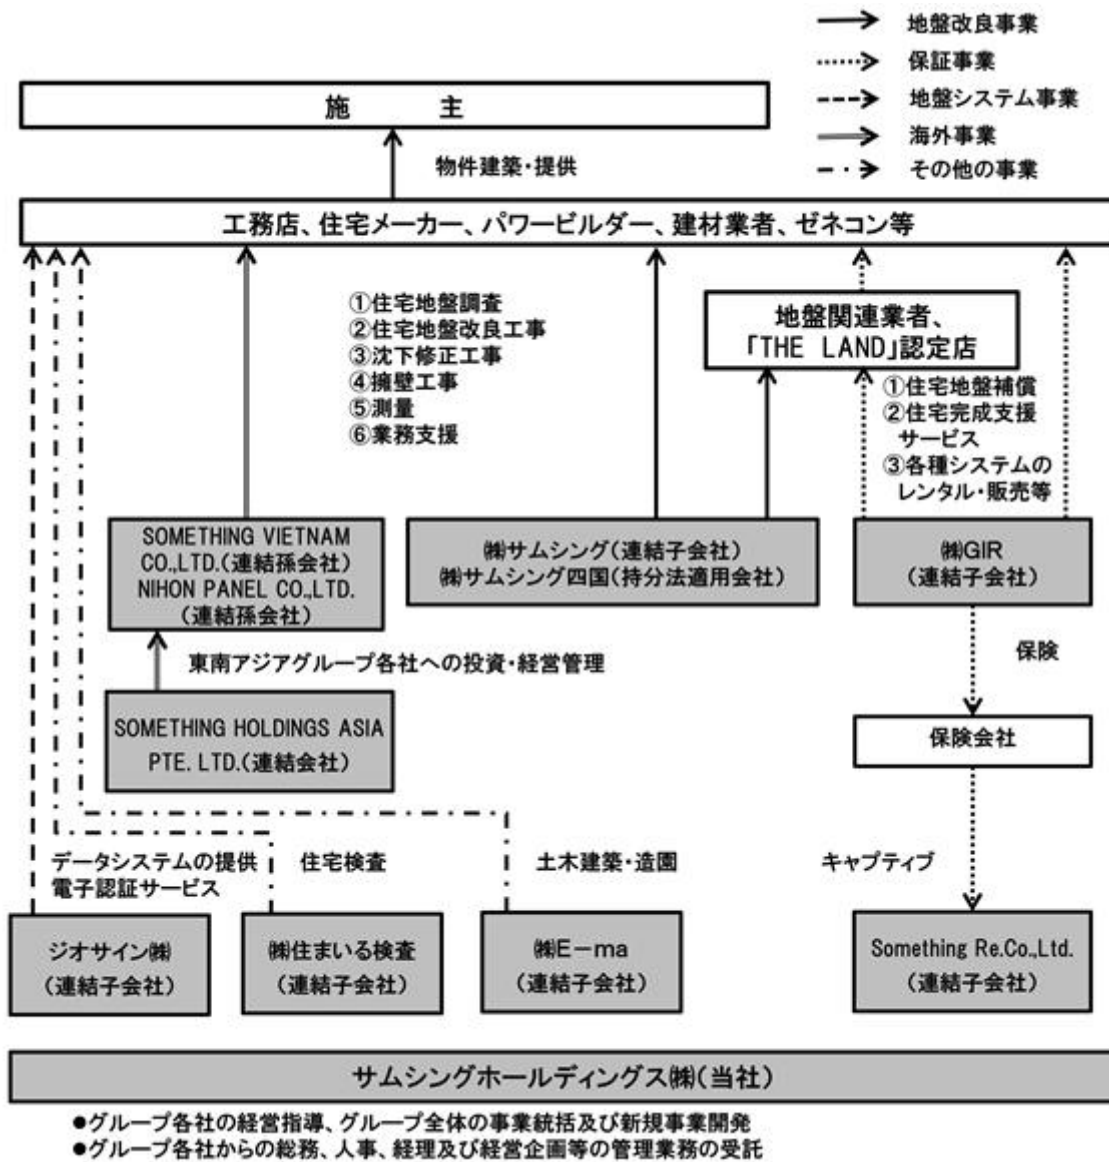 地盤改良事業
保証事業
地盤システム事業
海外事業
その他の事業
施 主
物件建築・提供
工務店、住宅メーカー、パワービルダー、建材業者、ゼネコン等
①住宅地盤調査
②住宅地盤改良工事
③沈下修正工事
④擁壁工事
⑤測量
⑥業務支援
地盤関連業者、
「THE LAND」認定店
①住宅地盤補償
②住宅完成支援
サービス
③各種システムの
レンタル・販売等
SOMETHING VIETNAM
CO.,LTD.(連結孫会社)
NIHON PANEL CO.,LTD.
(連結孫会社)
㈱サムシング(連結子会社)
㈱サムシング四国(持分法適用会社)
㈱GIR
(連結子会社)
東南アジアグループ各社への投資・経営管理
保険
SOMETHING HOLDINGS ASIA
PTE. LTD.(連結会社)
保険会社
データシステムの提供
電子認証サービス
住宅検査
土木建築・造園
キャプティブ
ジオサイン㈱
(連結子会社)
㈱住まいる検査
(連結子会社)
㈱E－ma
(連結子会社)
Something Re.Co.,Ltd.
(連結子会社)
サムシングホールディングス㈱(当社)
●グループ各社の経営指導、グループ全体の事業統括及び新規事業開発
●グループ各社からの総務、人事、経理及び経営企画等の管理業務の受託